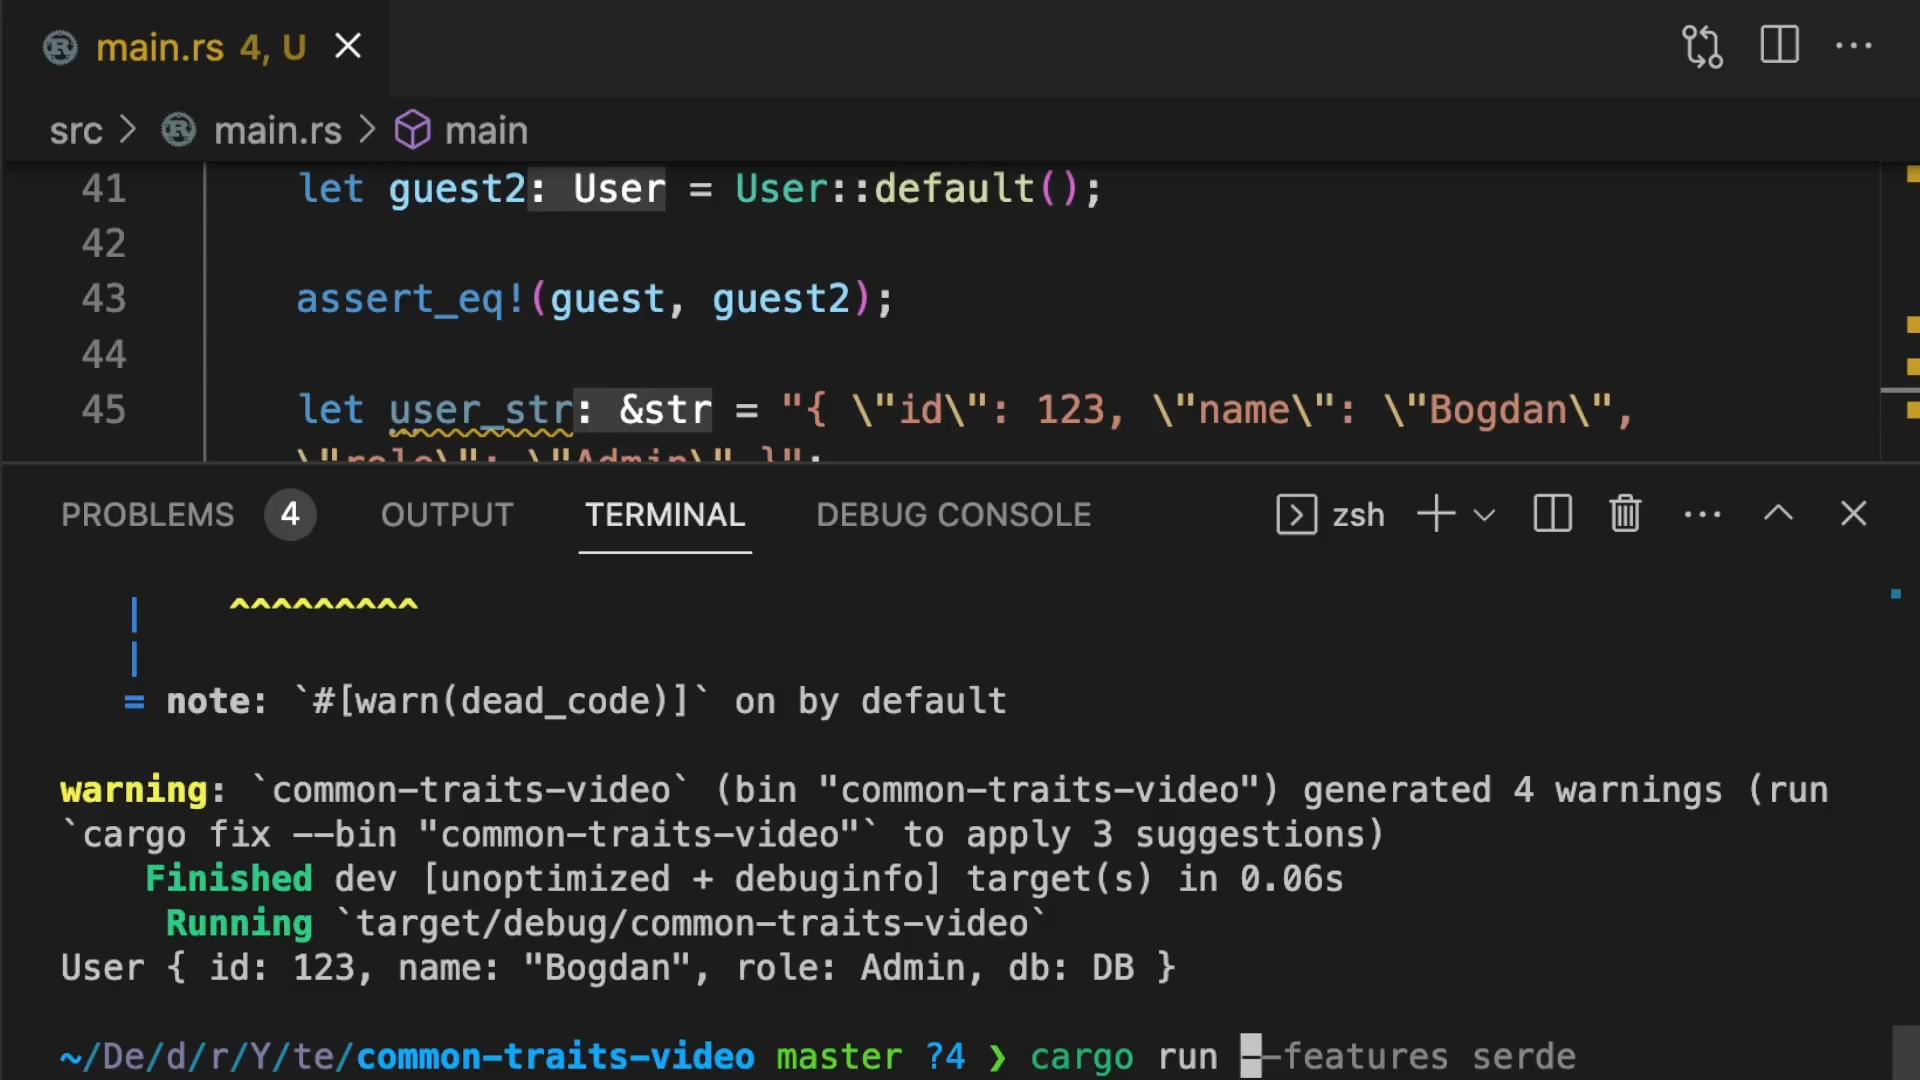 main.rs 4, U
src > main.rs > main
41 let guest2: User = User::default();
42
43 assert_eq!(guest, guest2);
44
45 let user_str: &str = "{ \"id\": 123, \"name\": \"Bogdan\",
\"role\": \"Admin\" }";
PROBLEMS 4 OUTPUT TERMINAL DEBUG CONSOLE zsh
| ^^^^^^^^^
|
= note: `#[warn(dead_code)]` on by default
warning: `common-traits-video` (bin "common-traits-video") generated 4 warnings (run
`cargo fix --bin "common-traits-video"` to apply 3 suggestions)
Finished dev [unoptimized + debuginfo] target(s) in 0.06s
Running `target/debug/common-traits-video`
User { id: 123, name: "Bogdan", role: Admin, db: DB }
~/De/d/r/Y/te/common-traits-video master ?4 ❯ cargo run --features serde